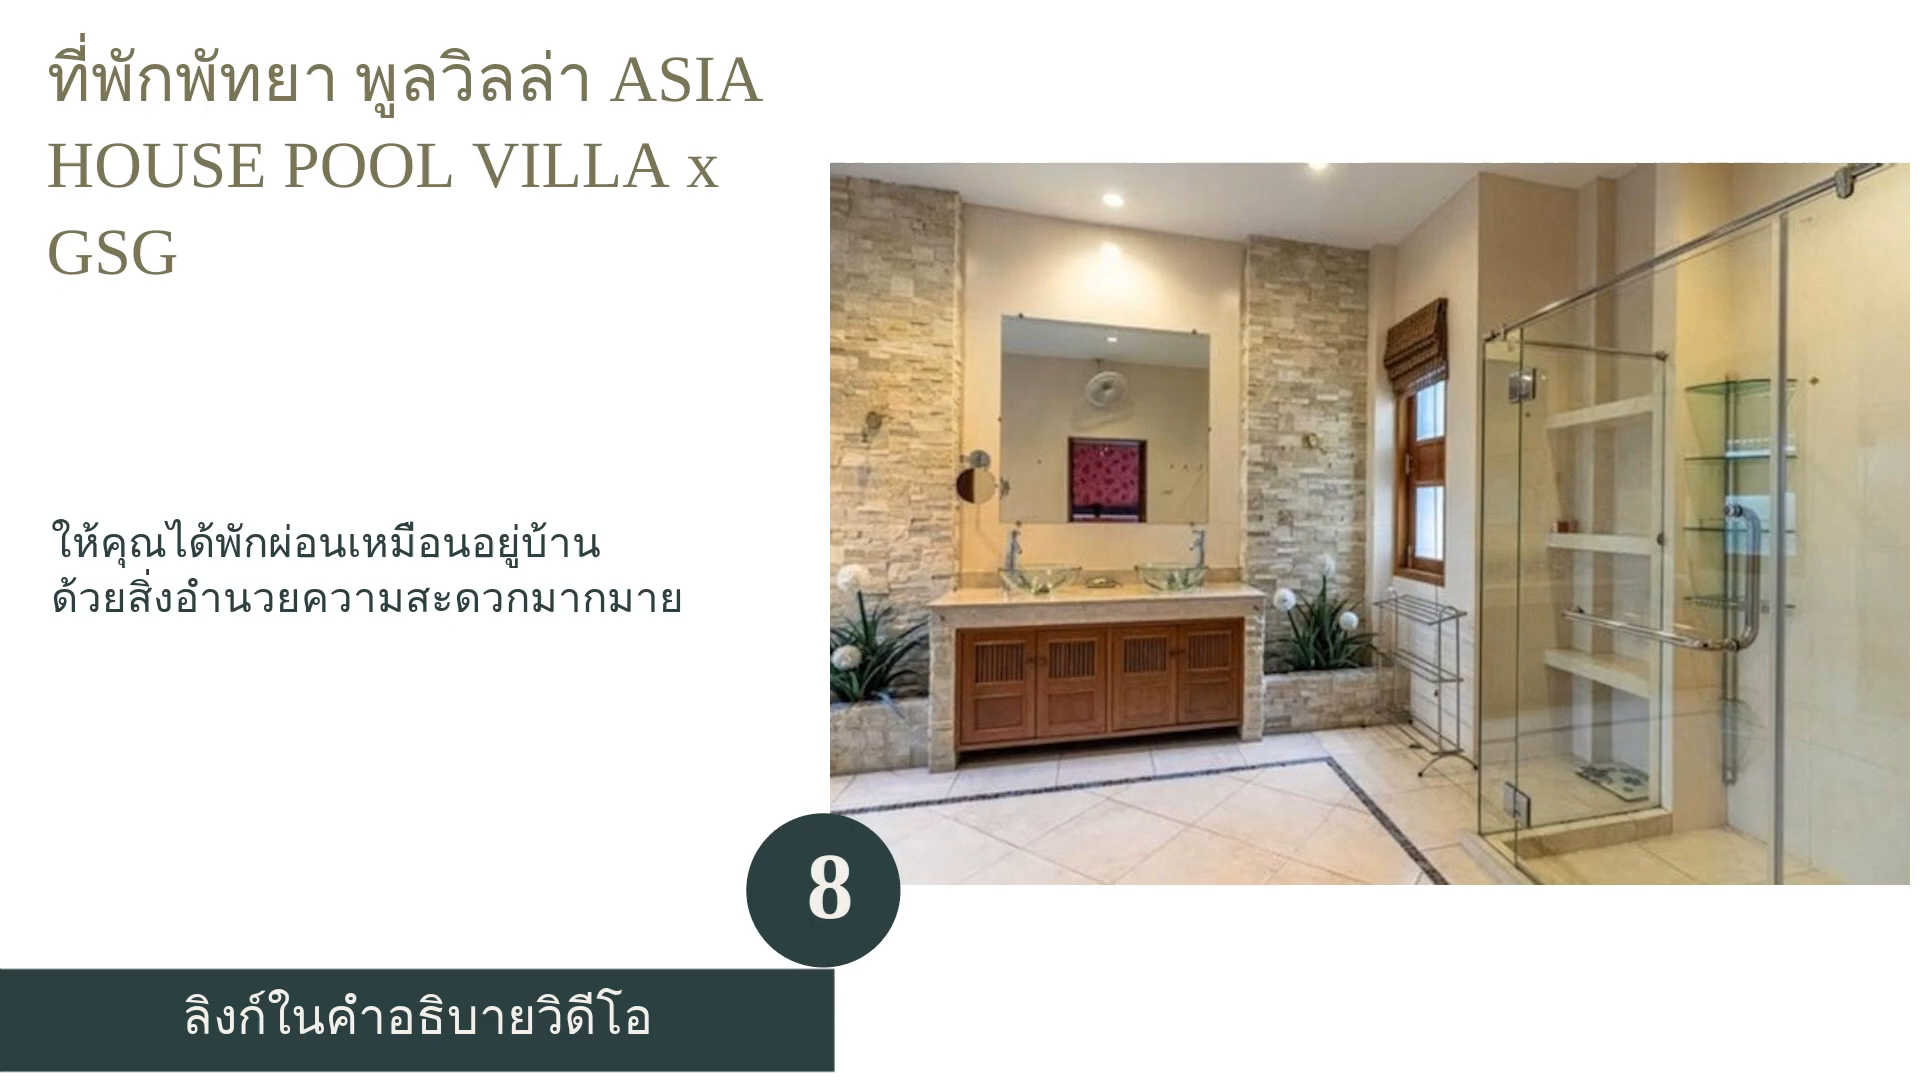 ที่พักพัทยา พูลวิลล่า ASIA
HOUSE POOL VILLA x
GSG
ให้คุณได้พักผ่อนเหมือนอยู่บ้าน
ด้วยสิ่งอำนวยความสะดวกมากมาย
8
ลิงก์ในคำอธิบายวิดีโอ